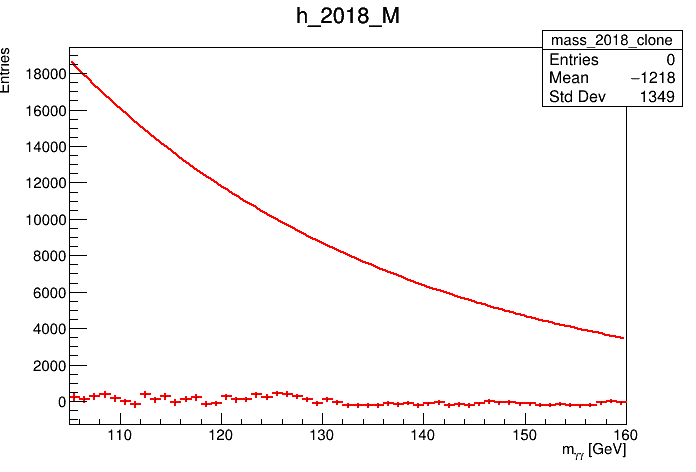 h_2018_M
mass_2018_clone
Entries 0
Mean −1218
Std Dev 1349
Entries
18000
16000
14000
12000
10000
8000
6000
4000
2000
0
110 120 130 140 150 160
mγγ [GeV]